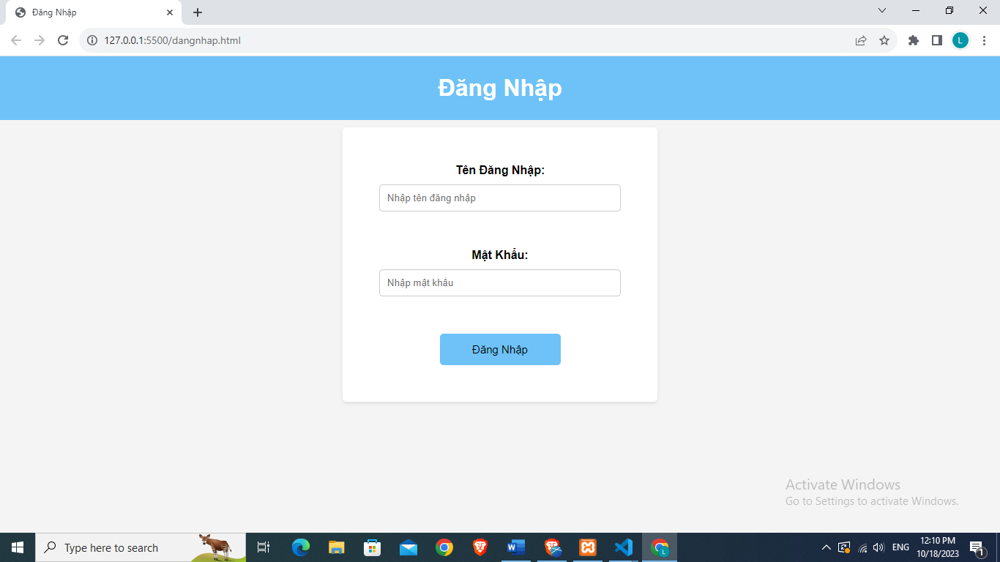 Đăng Nhập
127.0.0.1:5500/dangnhap.html
L
Đăng Nhập
Tên Đăng Nhập:
Nhập tên đăng nhập
Mật Khẩu:
Nhập mật khẩu
Đăng Nhập
Activate Windows
Go to Settings to activate Windows.
Type here to search
W
L
ENG
12:10 PM
10/18/2023
1